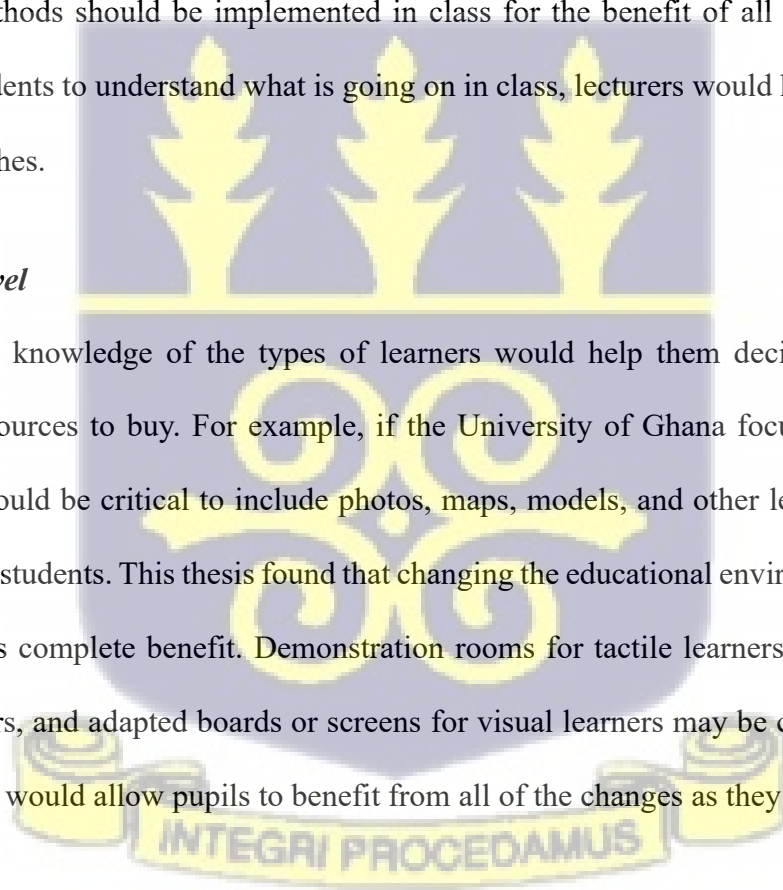 thods should be implemented in class for the benefit of all
dents to understand what is going on in class, lecturers would
hes.
vel
knowledge of the types of learners would help them deci
ources to buy. For example, if the University of Ghana focu
ould be critical to include photos, maps, models, and other le
students. This thesis found that changing the educational envir
s complete benefit. Demonstration rooms for tactile learners
rs, and adapted boards or screens for visual learners may be
would allow pupils to benefit from all of the changes as they
INTEGRI PROCEDAMUS